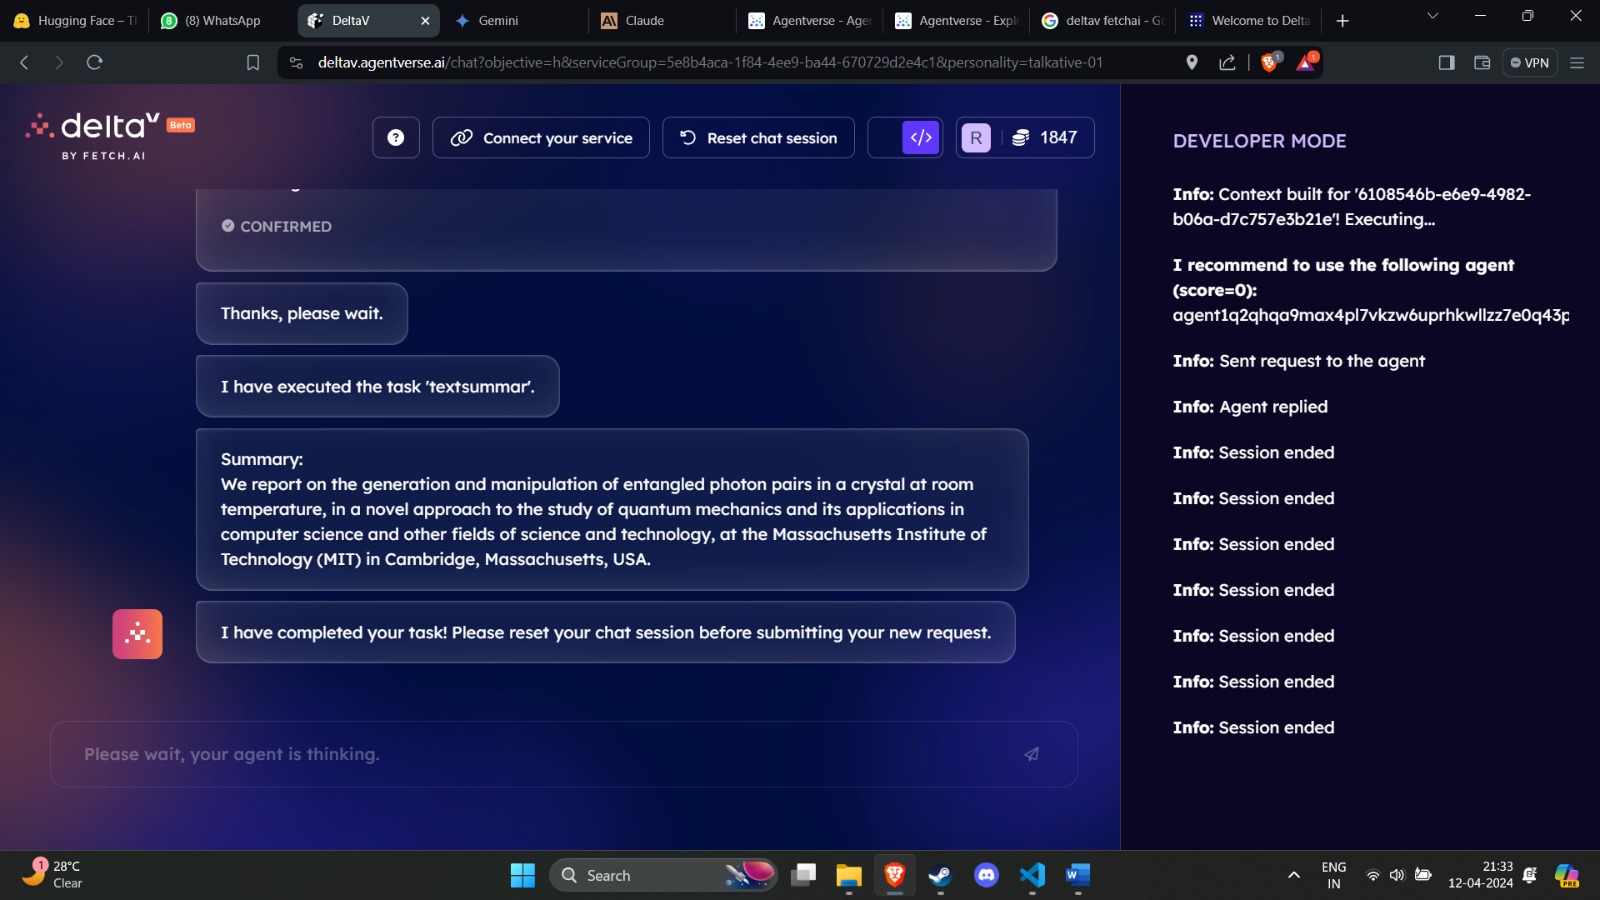 Hugging Face – Th
(8) WhatsApp
DeltaV
Gemini
Claude
Agentverse - Agen
Agentverse - Explo
deltav fetchai - Go
Welcome to Delta
deltav.agentverse.ai/chat?objective=h&serviceGroup=5e8b4aca-1f84-4ee9-ba44-670729d2e4c1&personality=talkative-01
1
1
VPN
deltaV Beta
BY FETCH.AI
?
Connect your service
Reset chat session
</>
R
1847
CONFIRMED
Thanks, please wait.
I have executed the task 'textsummar'.
Summary:
We report on the generation and manipulation of entangled photon pairs in a crystal at room
temperature, in a novel approach to the study of quantum mechanics and its applications in
computer science and other fields of science and technology, at the Massachusetts Institute of
Technology (MIT) in Cambridge, Massachusetts, USA.
I have completed your task! Please reset your chat session before submitting your new request.
Please wait, your agent is thinking.
DEVELOPER MODE
Info: Context built for '6108546b-e6e9-4982-
b06a-d7c757e3b21e'! Executing...
I recommend to use the following agent
(score=0):
agent1q2qhqa9max4pl7vkzw6uprhkwllzz7e0q43p
Info: Sent request to the agent
Info: Agent replied
Info: Session ended
Info: Session ended
Info: Session ended
Info: Session ended
Info: Session ended
Info: Session ended
Info: Session ended
1
28°C
Clear
Search
W
ENG
IN
21:33
12-04-2024
PRE